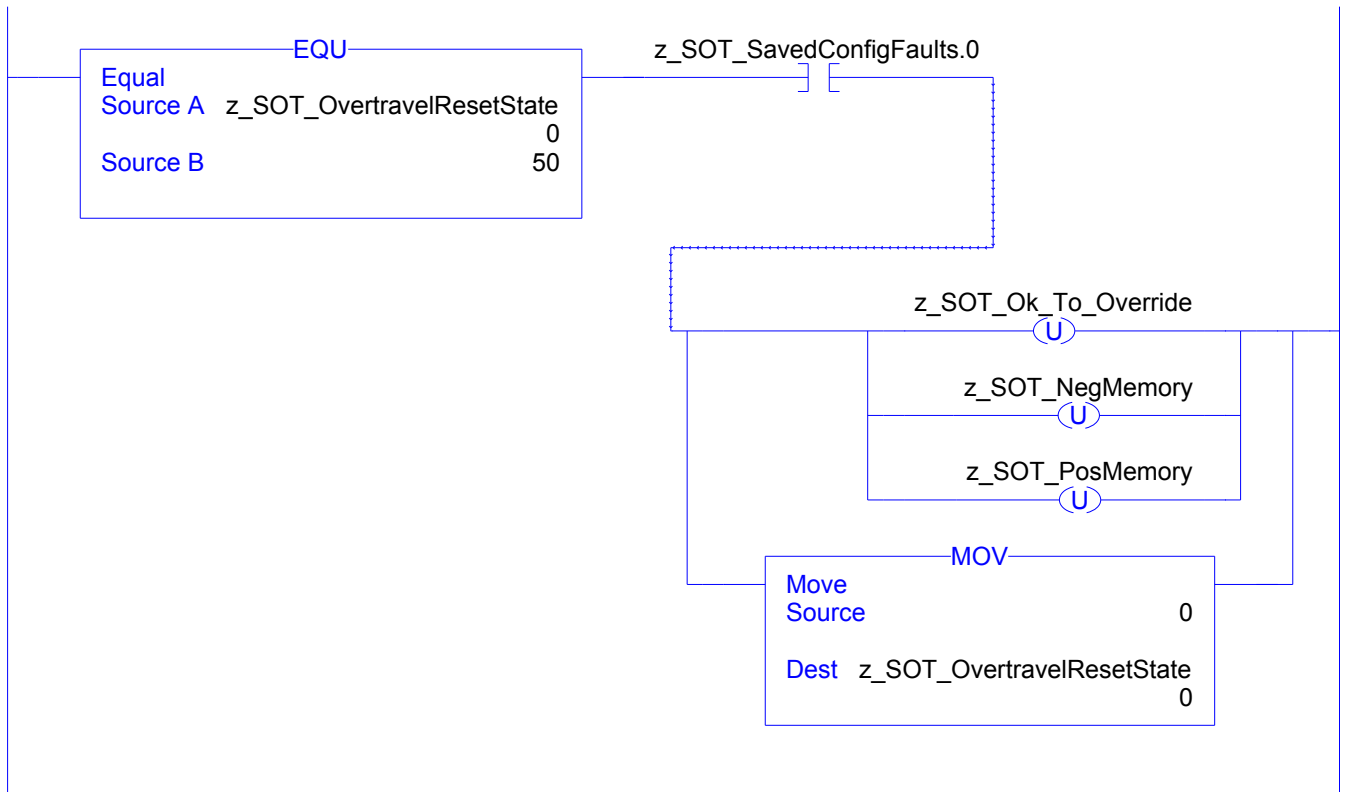 EQU
Equal
Source A z_SOT_OvertravelResetState
0
Source B 50
z_SOT_SavedConfigFaults.0
z_SOT_Ok_To_Override
U
z_SOT_NegMemory
U
z_SOT_PosMemory
U
MOV
Move
Source 0
Dest z_SOT_OvertravelResetState
0